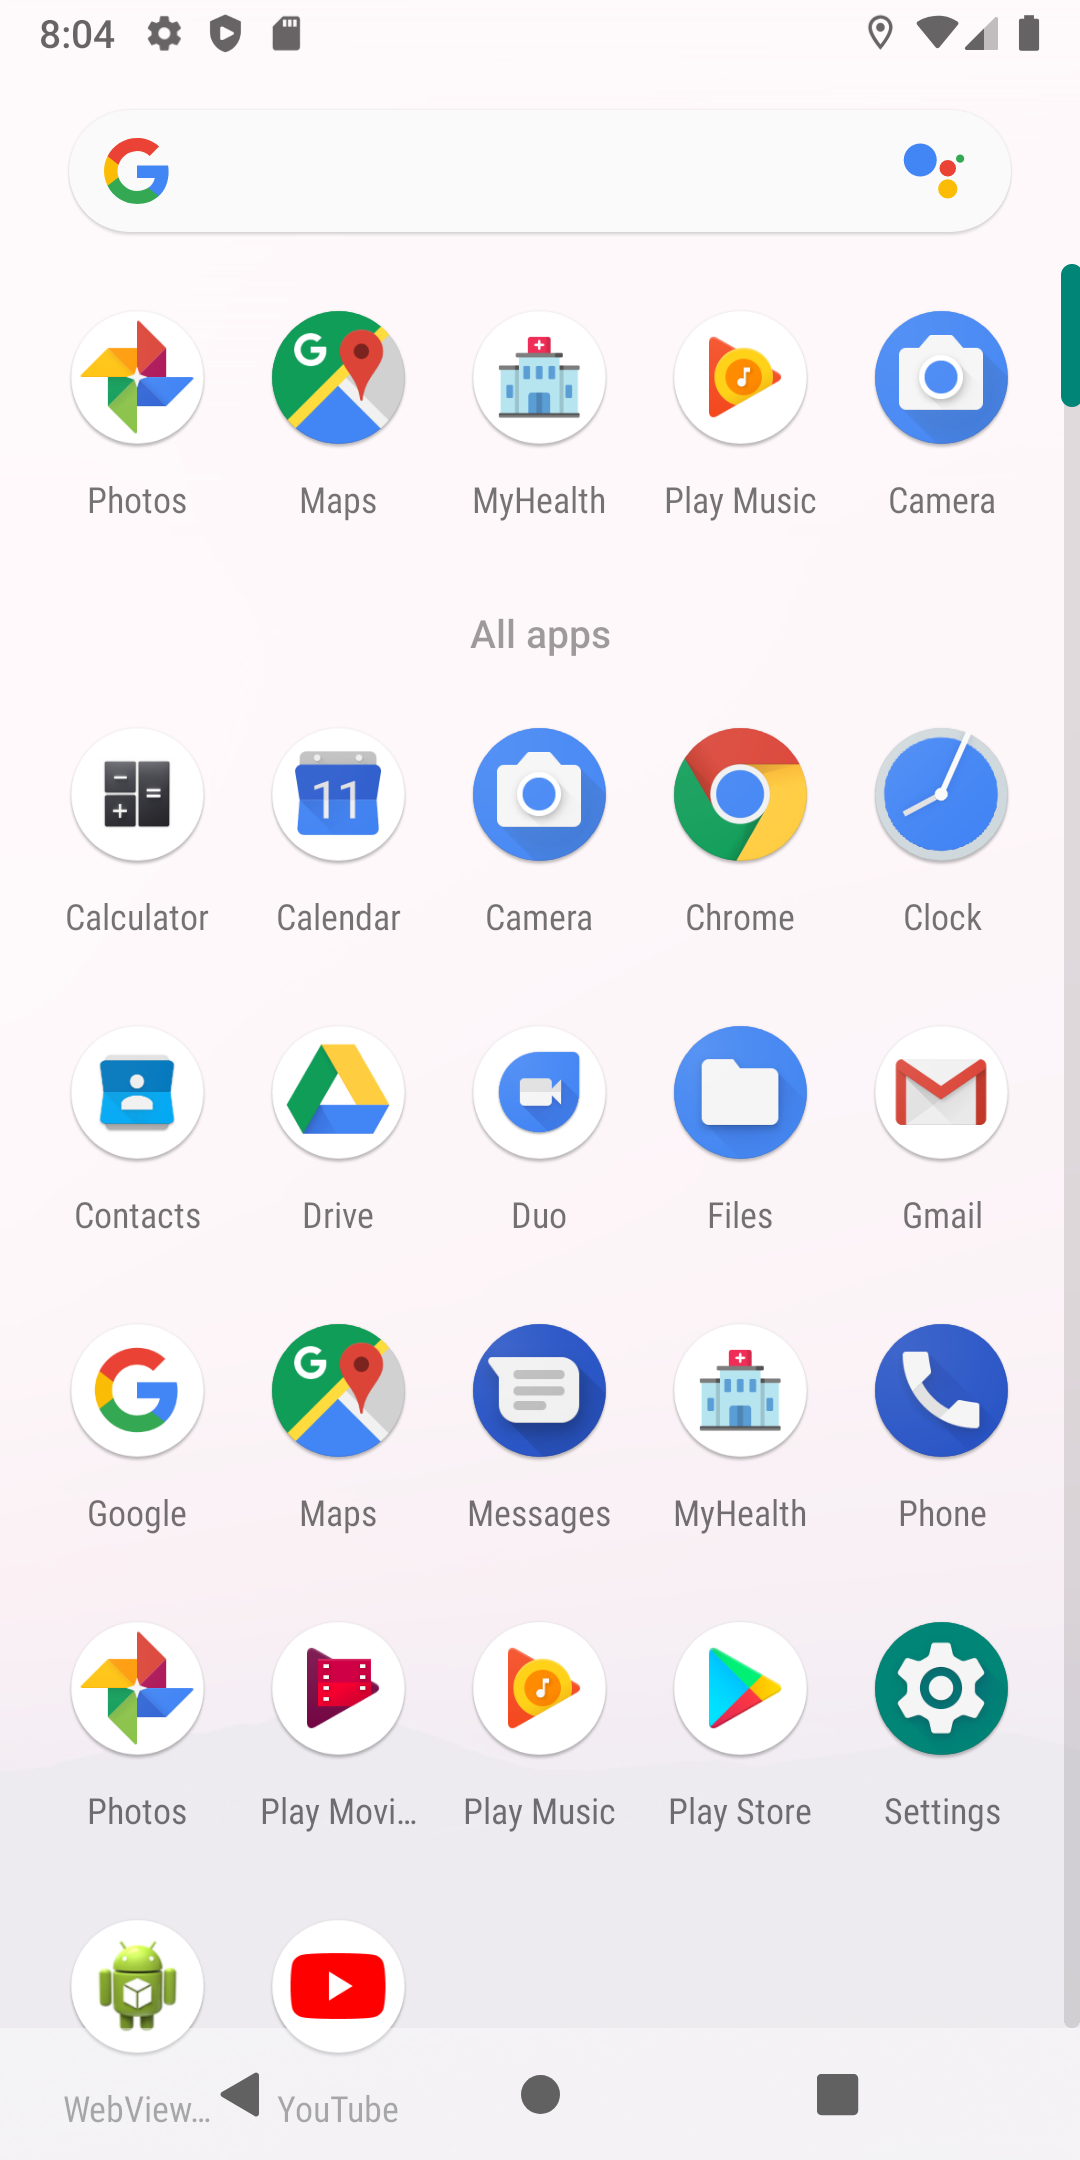 8:04
Photos Maps MyHealth Play Music Camera
All apps
11
Calculator Calendar Camera Chrome Clock
Contacts Drive Duo Files Gmail
Google Maps Messages MyHealth Phone
Photos Play Movi... Play Music Play Store Settings
WebView... YouTube